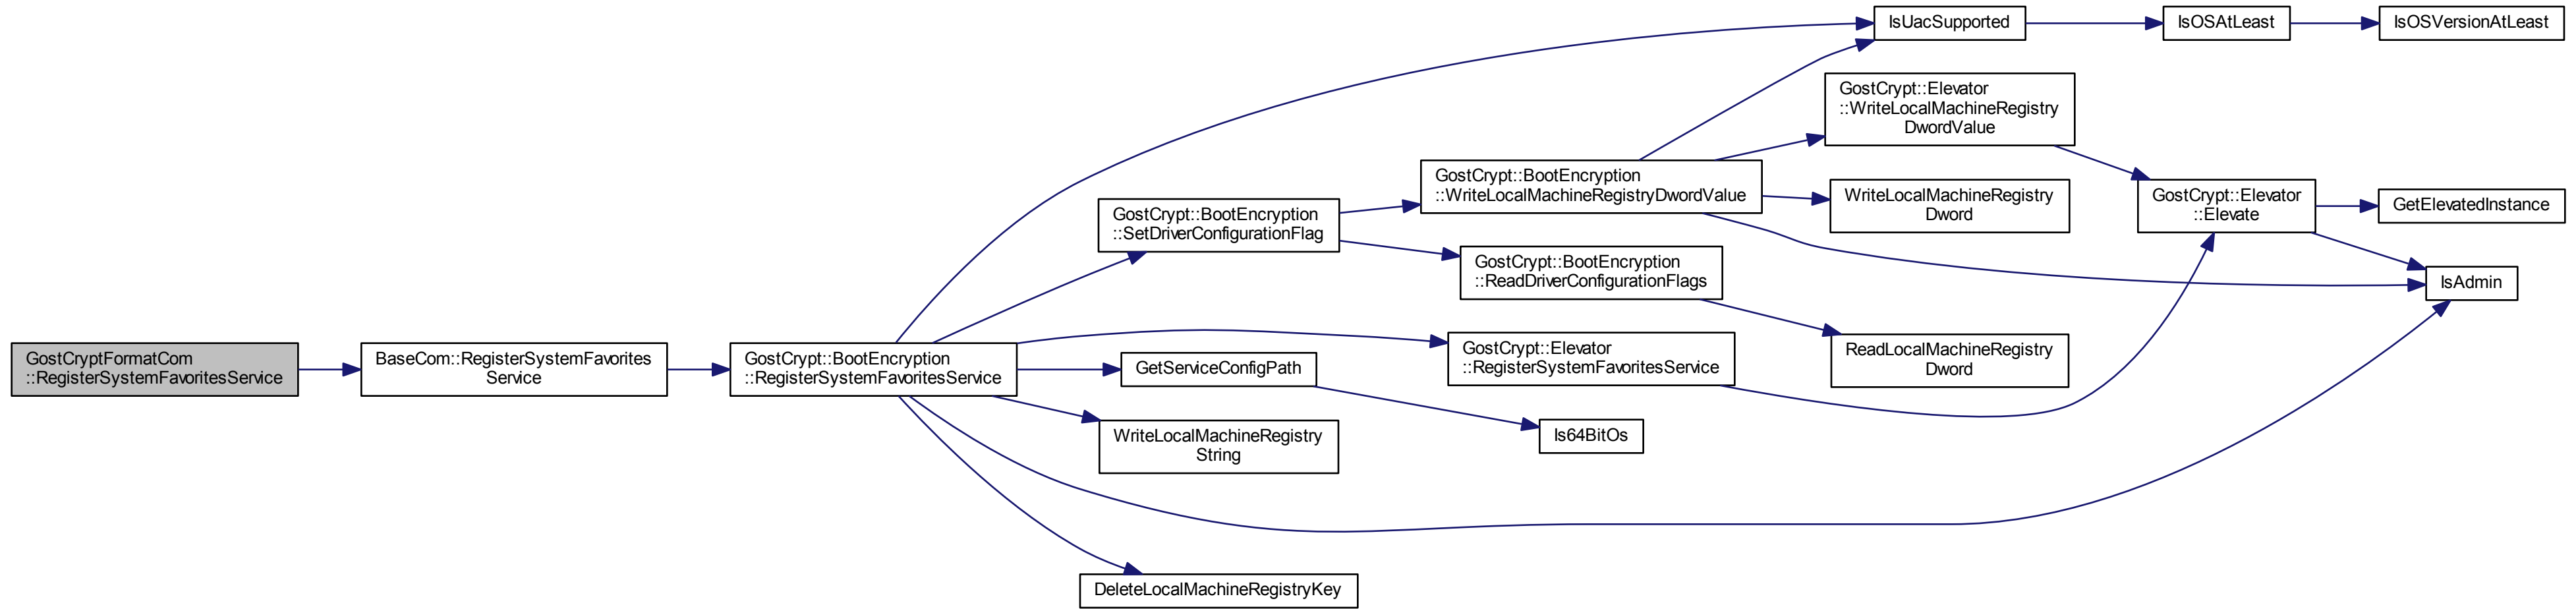 IsUacSupported
IsOSAtLeast
IsOSVersionAtLeast
GostCrypt::Elevator
::WriteLocalMachineRegistry
DwordValue
GostCrypt::BootEncryption
::WriteLocalMachineRegistryDwordValue
WriteLocalMachineRegistry
Dword
GostCrypt::Elevator
::Elevate
GetElevatedInstance
GostCrypt::BootEncryption
::SetDriverConfigurationFlag
GostCrypt::BootEncryption
::ReadDriverConfigurationFlags
IsAdmin
GostCryptFormatCom
::RegisterSystemFavoritesService
BaseCom::RegisterSystemFavorites
Service
GostCrypt::BootEncryption
::RegisterSystemFavoritesService
GetServiceConfigPath
GostCrypt::Elevator
::RegisterSystemFavoritesService
ReadLocalMachineRegistry
Dword
WriteLocalMachineRegistry
String
Is64BitOs
DeleteLocalMachineRegistryKey